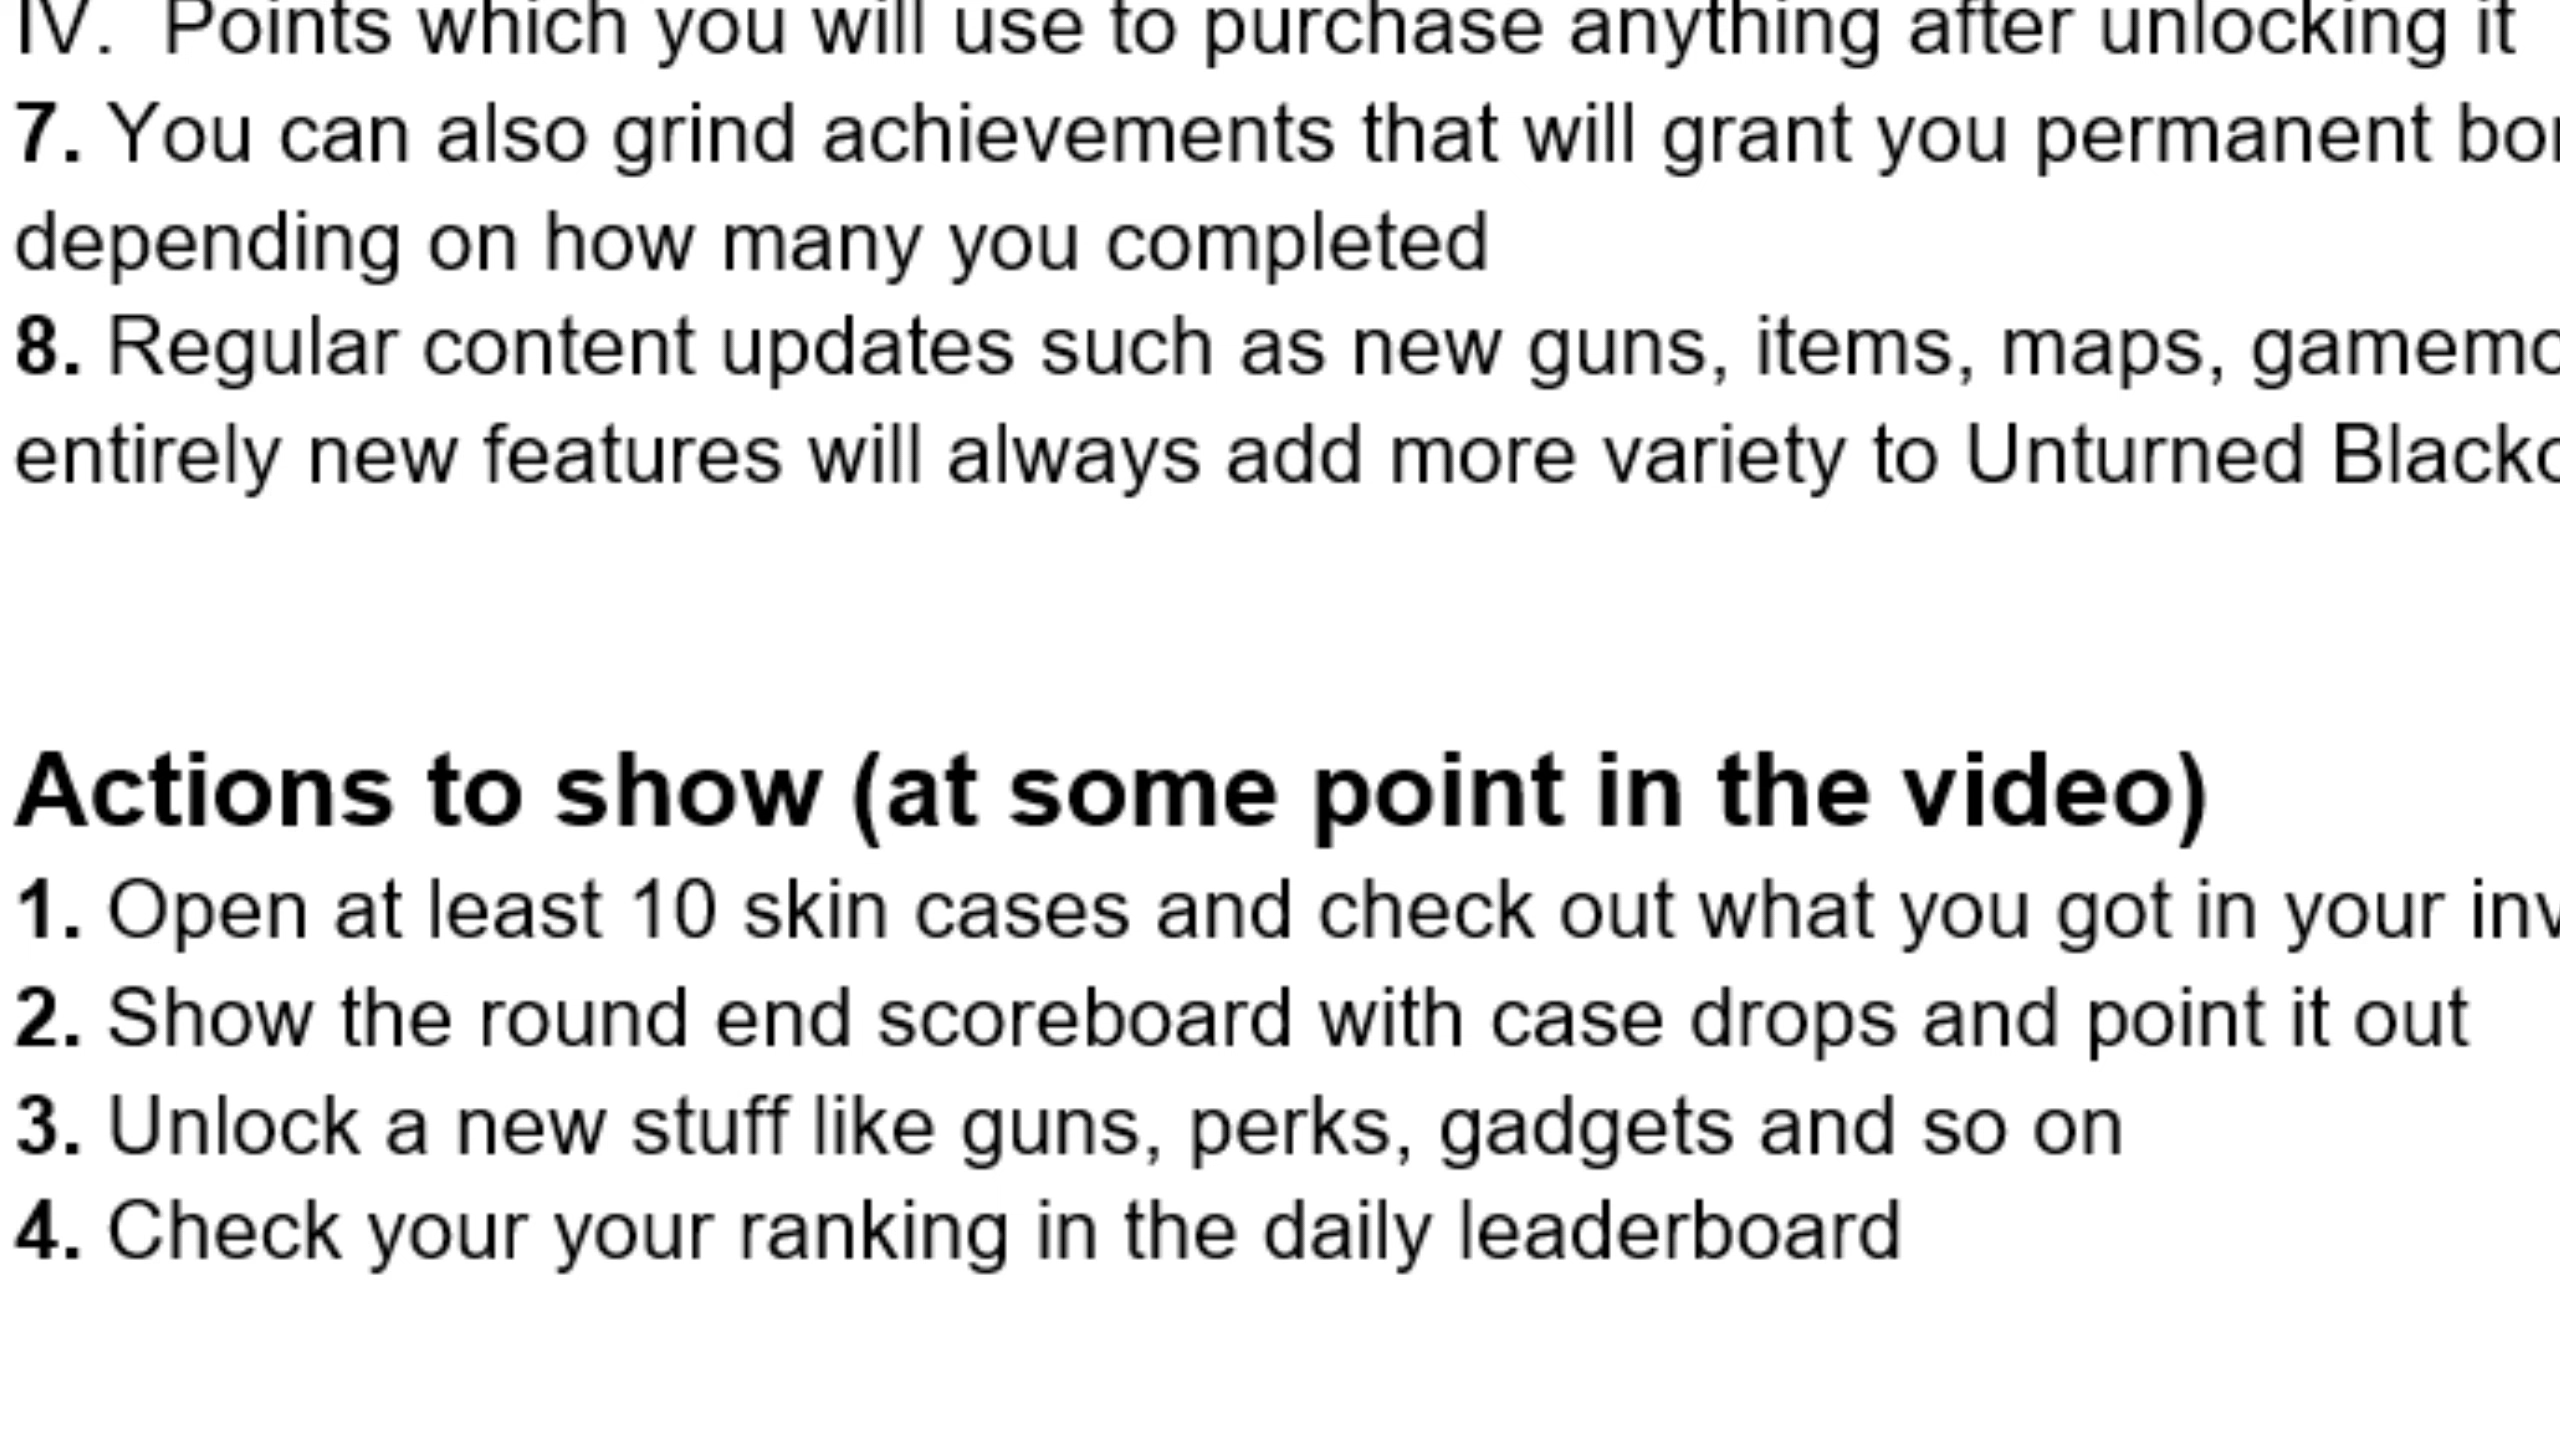 IV. Points which you will use to purchase anything after unlocking it
7. You can also grind achievements that will grant you permanent
depending on how many you completed
8. Regular content updates such as new guns, items, maps,
entirely new features will always add more variety to Unturned
Actions to show (at some point in the video)
1. Open at least 10 skin cases and check out what you got in your
2. Show the round end scoreboard with case drops and point it out
3. Unlock a new stuff like guns, perks, gadgets and so on
4. Check your your ranking in the daily leaderboard